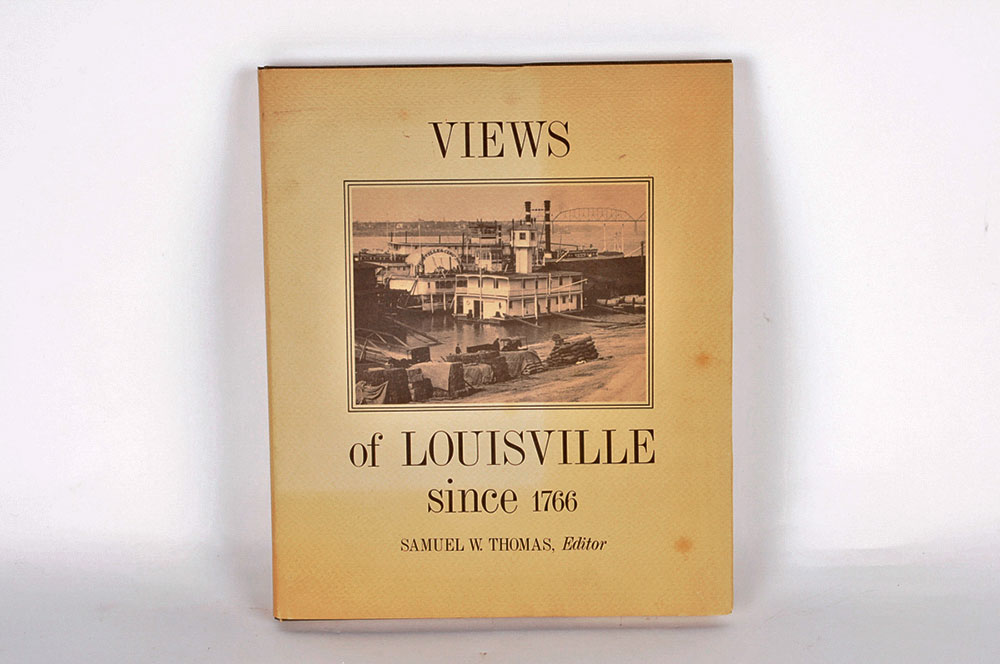 VIEWS
of LOUISVILLE
since 1766
SAMUEL W. THOMAS, Editor